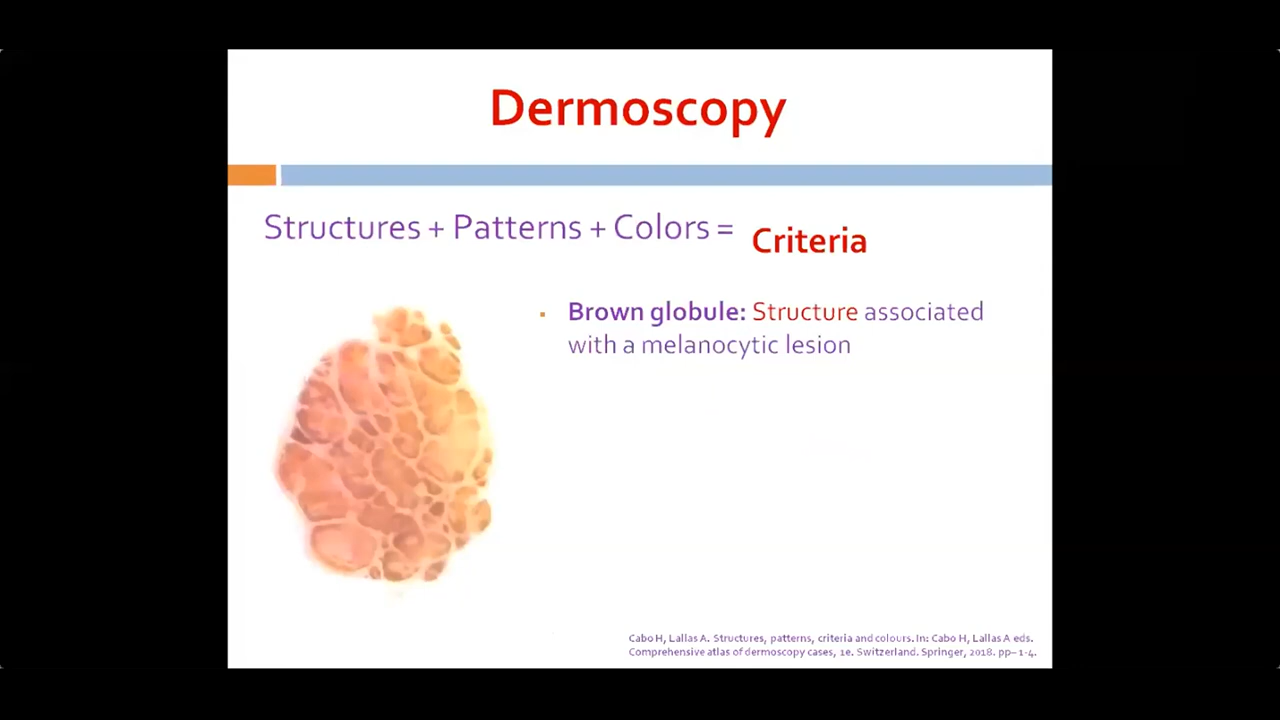 Dermoscopy
Structures + Patterns + Colors = Criteria
▪ Brown globule: Structure associated
with a melanocytic lesion
Cabo H, Lallas A. Structures, patterns, criteria and colours. In: Cabo H, Lallas A eds.
Comprehensive atlas of dermoscopy cases, 1e. Switzerland. Springer, 2018. pp– 1-4.